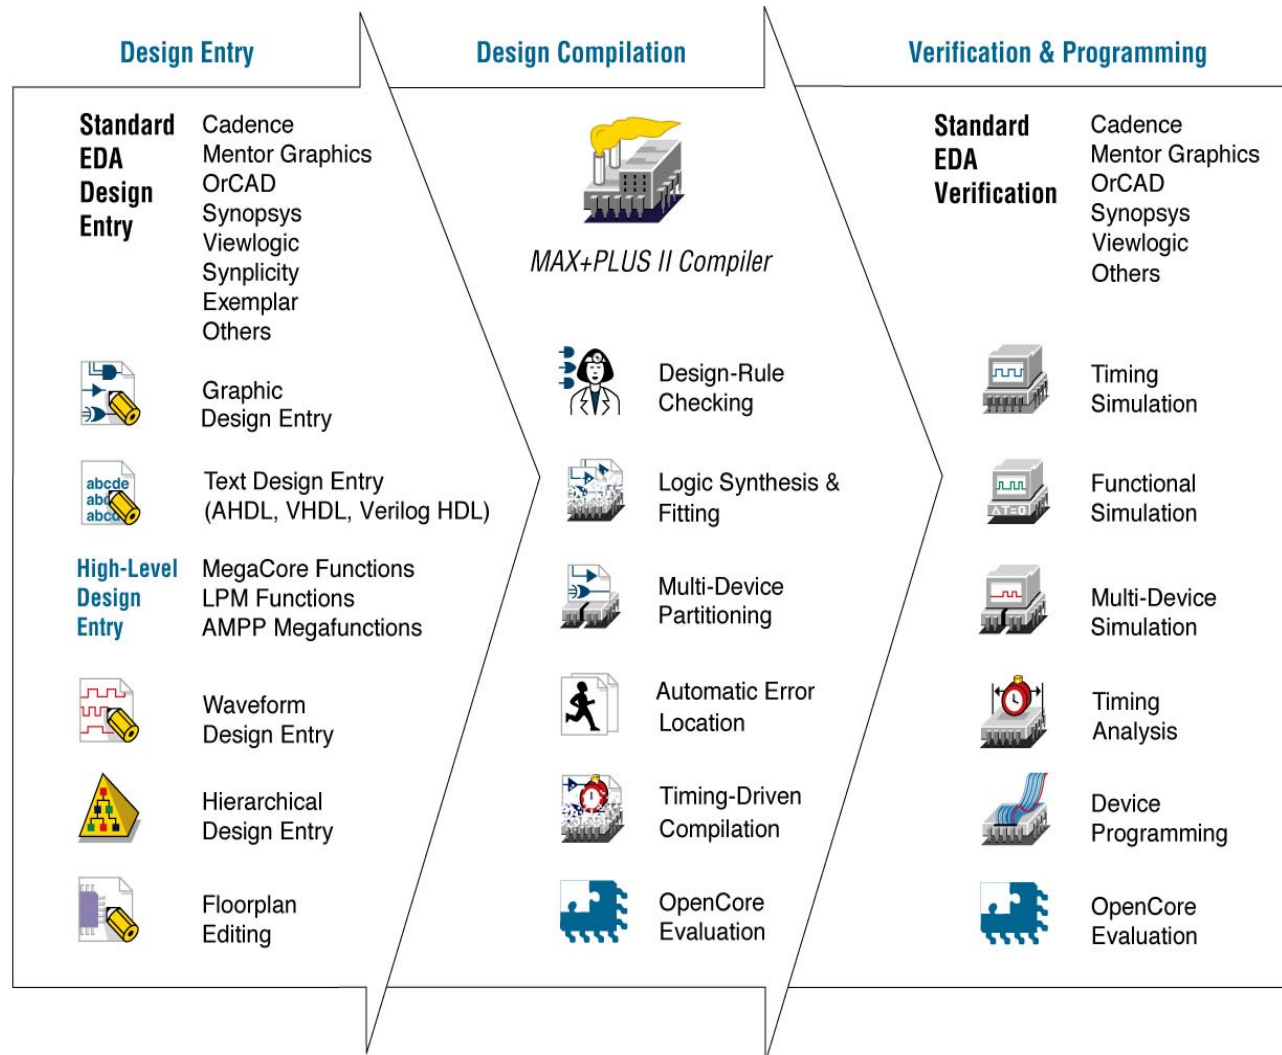 Design Entry
Design Compilation
Verification & Programming
Standard
EDA
Design
Entry
Cadence
Mentor Graphics
OrCAD
Synopsys
Viewlogic
Synplicity
Exemplar
Others
Graphic
Design Entry
abcde
abc
abcd
Text Design Entry
(AHDL, VHDL, Verilog HDL)
High-Level
Design
Entry
MegaCore Functions
LPM Functions
AMPP Megafunctions
Waveform
Design Entry
Hierarchical
Design Entry
Floorplan
Editing
MAX+PLUS II Compiler
Design-Rule
Checking
Logic Synthesis &
Fitting
Multi-Device
Partitioning
Automatic Error
Location
Timing-Driven
Compilation
OpenCore
Evaluation
Standard
EDA
Verification
Cadence
Mentor Graphics
OrCAD
Synopsys
Viewlogic
Others
Timing
Simulation
ΔT=0
Functional
Simulation
Multi-Device
Simulation
Timing
Analysis
Device
Programming
OpenCore
Evaluation